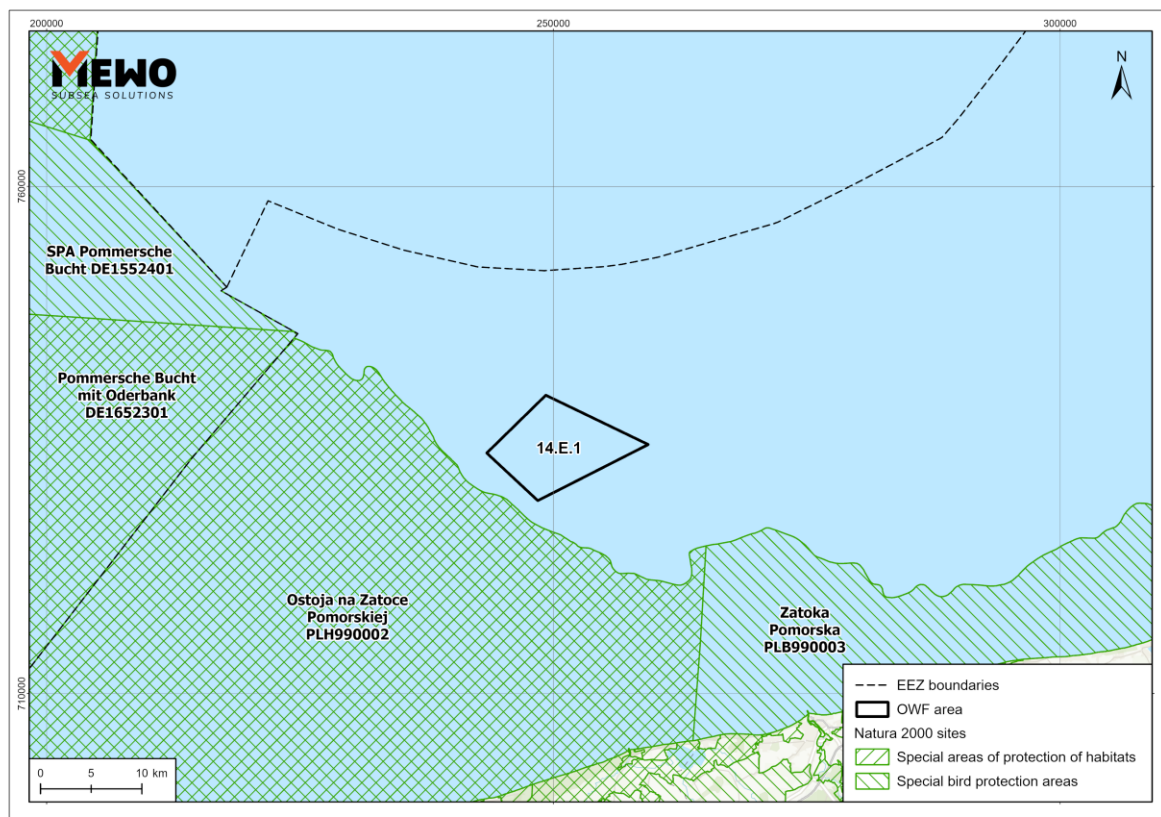 200000
250000
300000
MEWO
SUBSEA SOLUTIONS
N
760000
SPA Pommersche
Bucht DE1552401
Pommersche Bucht
mit Oderbank
DE1652301
14.E.1
Ostoja na Zatoce
Pomorskiej
PLH990002
Zatoka
Pomorska
PLB990003
710000
EEZ boundaries
OWF area
Natura 2000 sites
Special areas of protection of habitats
Special bird protection areas
0 5 10 km